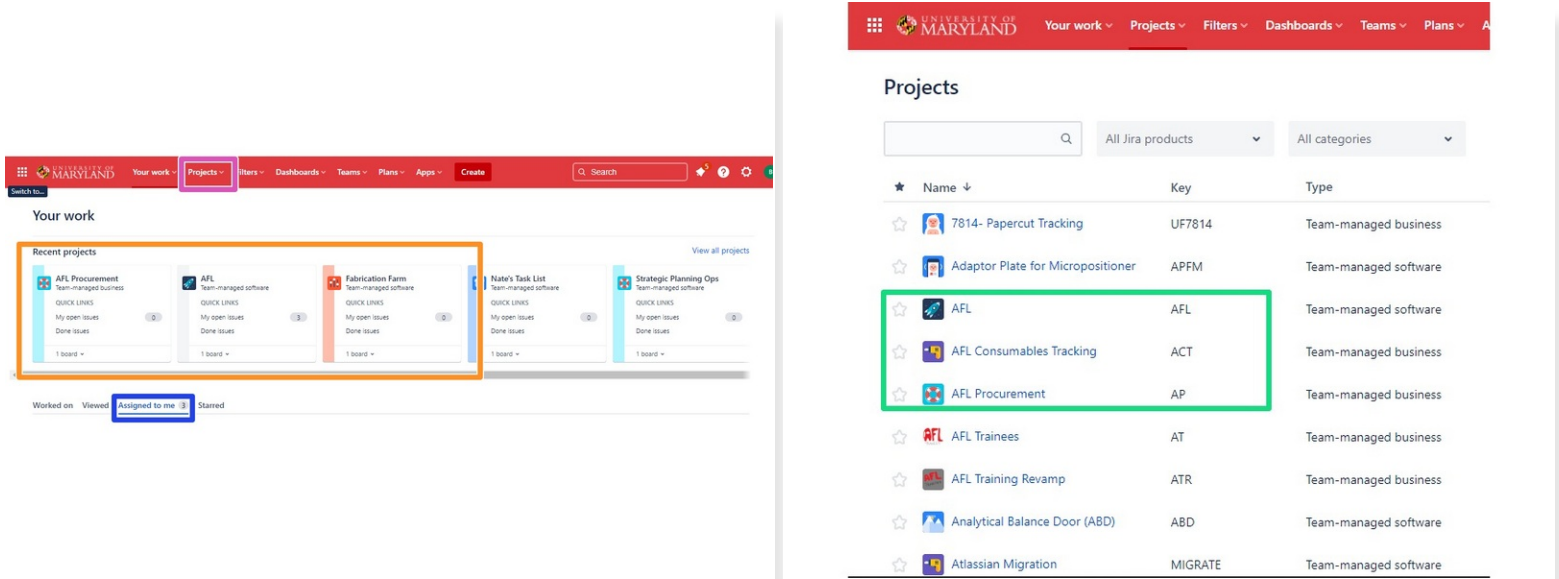 UNIVERSITY OF
MARYLAND
Your work Projects Filters Dashboards Teams Plans Apps Create Search
Switch to...
Your work
Recent projects View all projects
AFL Procurement
Team-managed business
QUICK LINKS
My open issues 0
Done issues
1 board
AFL
Team-managed software
QUICK LINKS
My open issues 3
Done issues
1 board
Fabrication Farm
Team-managed software
QUICK LINKS
My open issues 0
Done issues
1 board
Nate's Task List
Team-managed software
QUICK LINKS
My open issues 0
Done issues
1 board
Strategic Planning Ops
Team-managed software
QUICK LINKS
My open issues 0
Done issues
1 board
Worked on Viewed Assigned to me 3 Starred
UNIVERSITY OF
MARYLAND
Your work Projects Filters Dashboards Teams Plans A
Projects
All Jira products All categories
Name Key Type
7814- Papercut Tracking UF7814 Team-managed business
Adaptor Plate for Micropositioner APFM Team-managed software
AFL AFL Team-managed software
AFL Consumables Tracking ACT Team-managed business
AFL Procurement AP Team-managed business
AFL Trainees AT Team-managed business
AFL Training Revamp ATR Team-managed business
Analytical Balance Door (ABD) ABD Team-managed software
Atlassian Migration MIGRATE Team-managed software